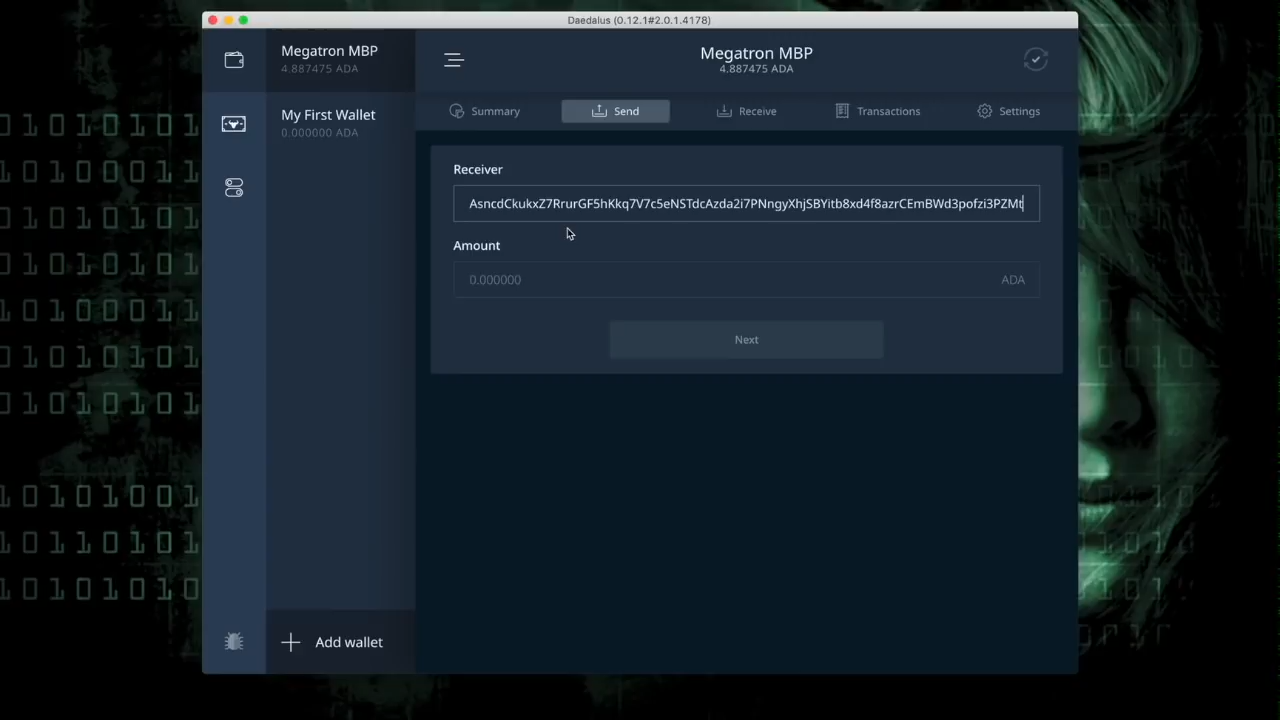 Daedalus (0.12.1#2.0.1.4178)
Megatron MBP
4.887475 ADA
My First Wallet
0.000000 ADA
Add wallet
Megatron MBP
4.887475 ADA
Summary
Send
Receive
Transactions
Settings
Receiver
AsncdCkukxZ7RrurGF5hKkq7V7c5eNSTdcAzda2i7PNngyXhjSBYitb8xd4f8azrCEmBWd3pofzi3PZMt
Amount
0.000000 ADA
Next